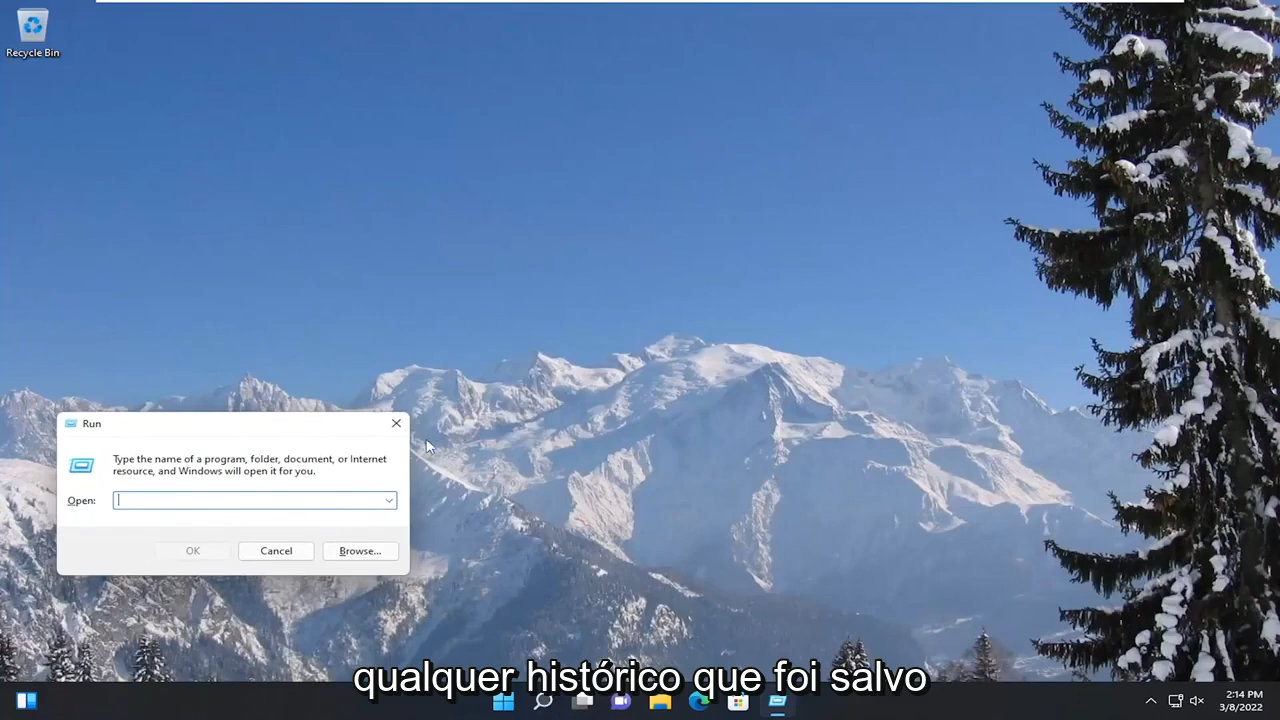 Recycle Bin
Run
Type the name of a program, folder, document, or Internet
resource, and Windows will open it for you.
Open:
OK
Cancel
Browse...
qualquer histórico que foi salvo
2:14 PM
3/8/2022